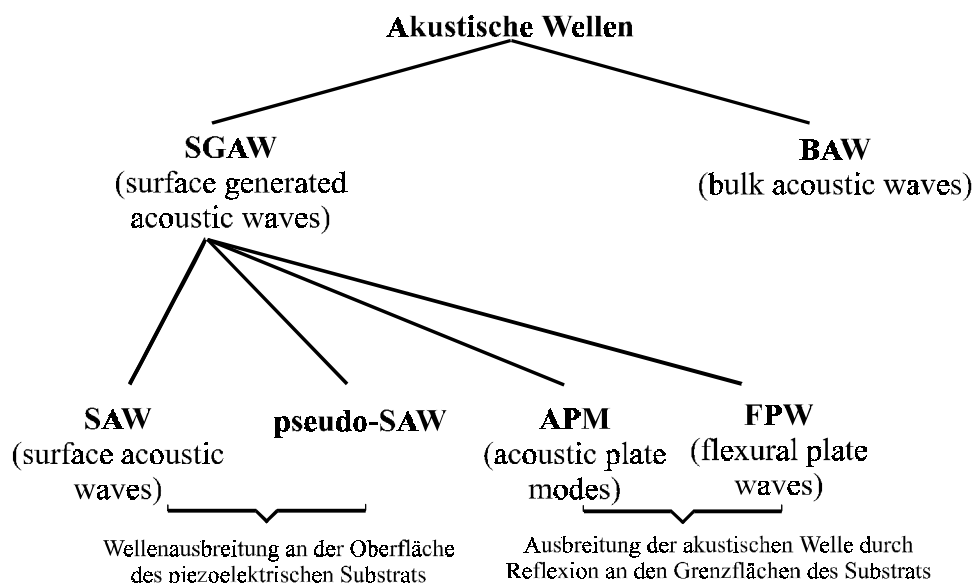 Akustische Wellen
SGAW
(surface generated
acoustic waves)
BAW
(bulk acoustic waves)
SAW
(surface acoustic
waves)
pseudo-SAW
APM
(acoustic plate
modes)
FPW
(flexural plate
waves)
Wellenausbreitung an der Oberfläche
des piezoelektrischen Substrats
Ausbreitung der akustischen Welle durch
Reflexion an den Grenzflächen des Substrats